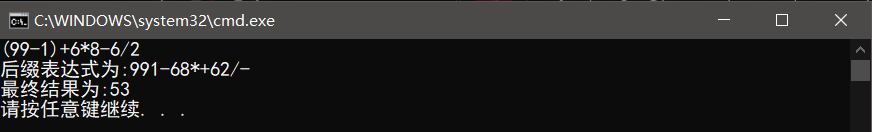 C:\WINDOWS\system32\cmd.exe
(99-1)+6*8-6/2
后缀表达式为:991-68*+62/-
最终结果为:53
请按任意键继续. . .